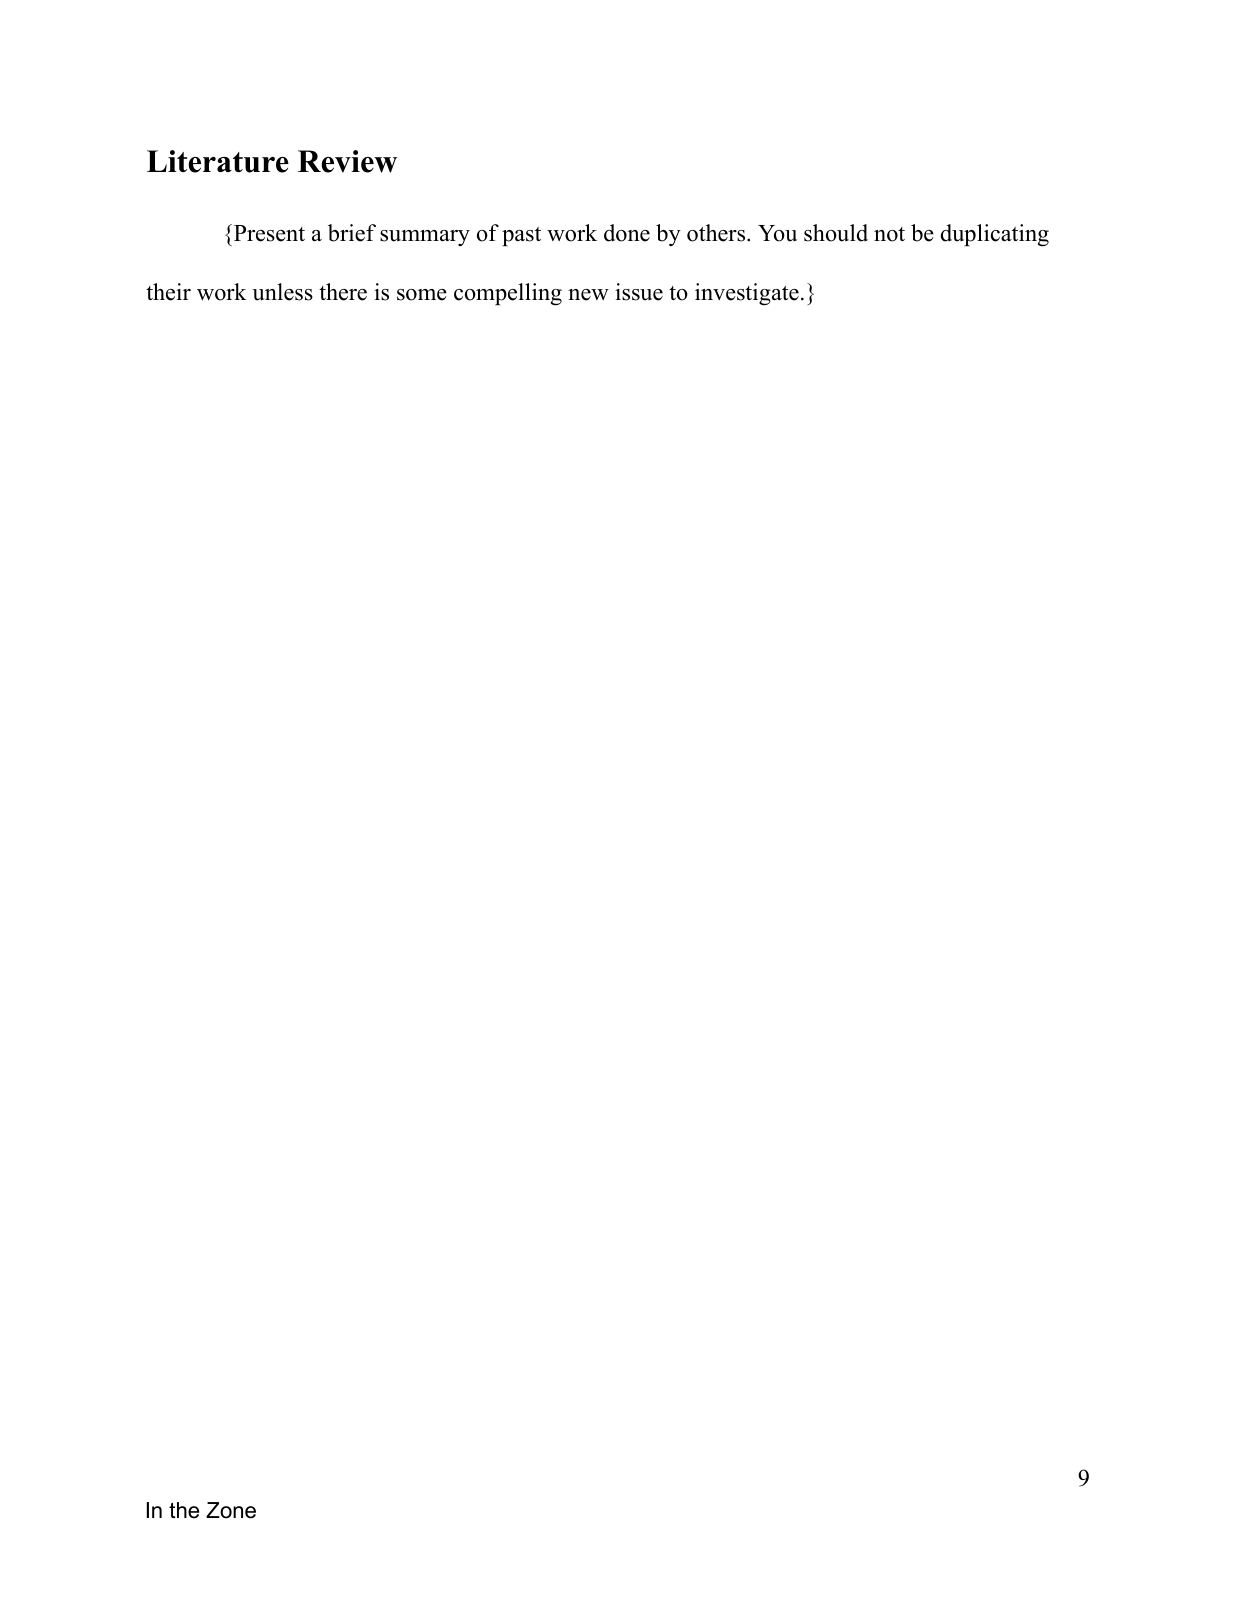 Literature Review
{Present a brief summary of past work done by others. You should not be duplicating
their work unless there is some compelling new issue to investigate.}
9
In the Zone